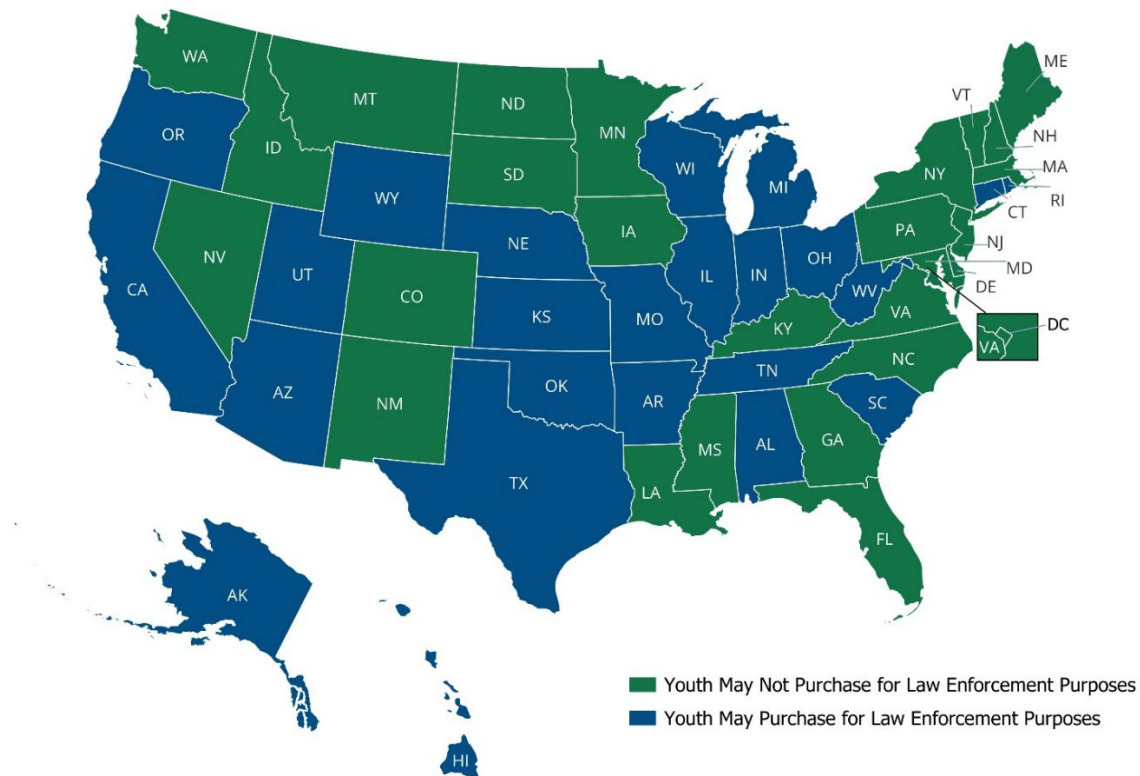 WA
MT
ND
MN
OR
ID
SD
WI
MI
WY
NV
UT
CO
NE
IA
CA
KS
MO
IL
IN
OH
PA
NY
VT
ME
NH
MA
RI
CT
NJ
MD
DE
DC
VA
WV
VA
KY
NC
TN
SC
AZ
NM
OK
AR
TX
LA
MS
AL
GA
FL
AK
HI
Youth May Not Purchase for Law Enforcement Purposes
Youth May Purchase for Law Enforcement Purposes